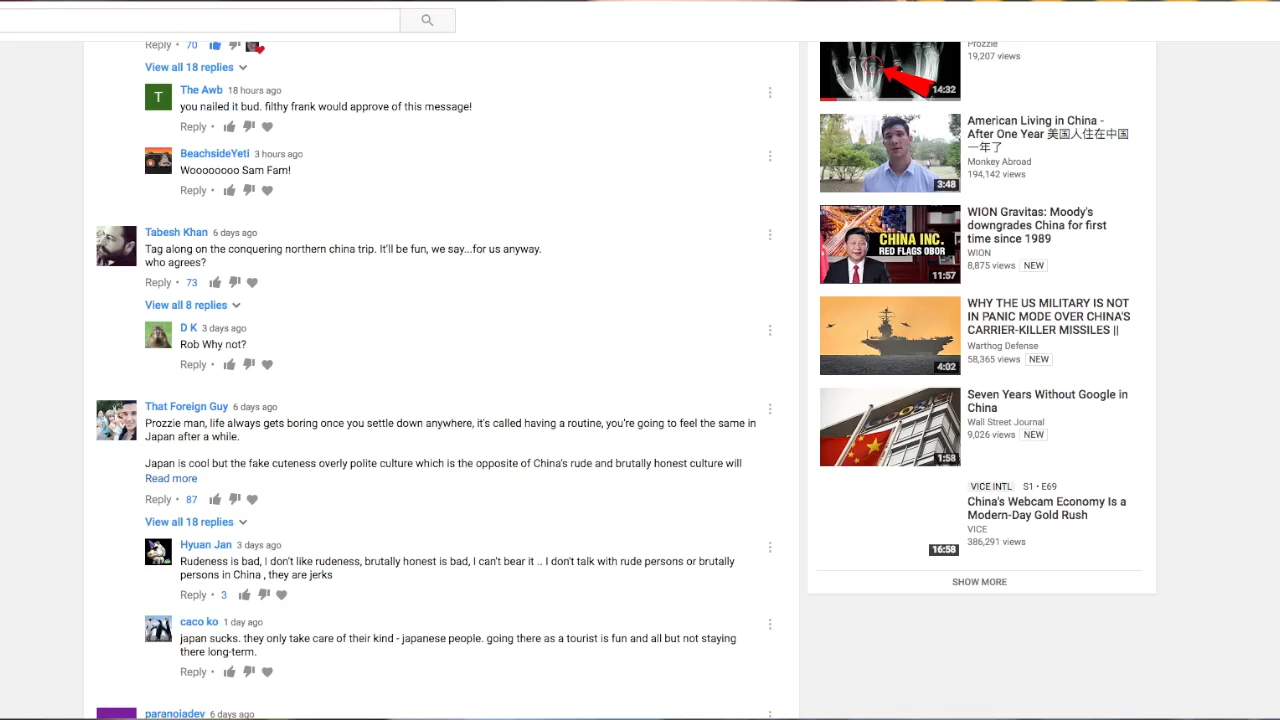 Reply • 70
View all 18 replies
T
The Awb 18 hours ago
you nailed it bud. filthy frank would approve of this message!
Reply •
BeachsideYeti 3 hours ago
Woooooooo Sam Fam!
Reply •
Tabesh Khan 6 days ago
Tag along on the conquering northern china trip. It'll be fun, we say...for us anyway.
who agrees?
Reply • 73
View all 8 replies
D K 3 days ago
Rob Why not?
Reply •
That Foreign Guy 6 days ago
Prozzie man, life always gets boring once you settle down anywhere, it's called having a routine, you're going to feel the same in
Japan after a while.
Japan is cool but the fake cuteness overly polite culture which is the opposite of China's rude and brutally honest culture will
Read more
Reply • 87
View all 18 replies
Hyuan Jan 3 days ago
Rudeness is bad, I don't like rudeness, brutally honest is bad, I can't bear it .. I don't talk with rude persons or brutally
persons in China , they are jerks
Reply • 3
caco ko 1 day ago
japan sucks. they only take care of their kind - japanese people. going there as a tourist is fun and all but not staying
there long-term.
Reply •
paranoiadev 6 days ago
Prozzie
19,207 views
14:32
American Living in China -
After One Year 美国人住在中国
一年了
Monkey Abroad
194,142 views
3:48
WION Gravitas: Moody's
downgrades China for first
time since 1989
WION
8,875 views NEW
CHINA INC.
RED FLAGS OBOR
11:57
WHY THE US MILITARY IS NOT
IN PANIC MODE OVER CHINA'S
CARRIER-KILLER MISSILES ||
Warthog Defense
58,365 views NEW
4:02
Seven Years Without Google in
China
Wall Street Journal
9,026 views NEW
1:58
VICE INTL S1 • E69
China's Webcam Economy Is a
Modern-Day Gold Rush
VICE
386,291 views
16:58
SHOW MORE